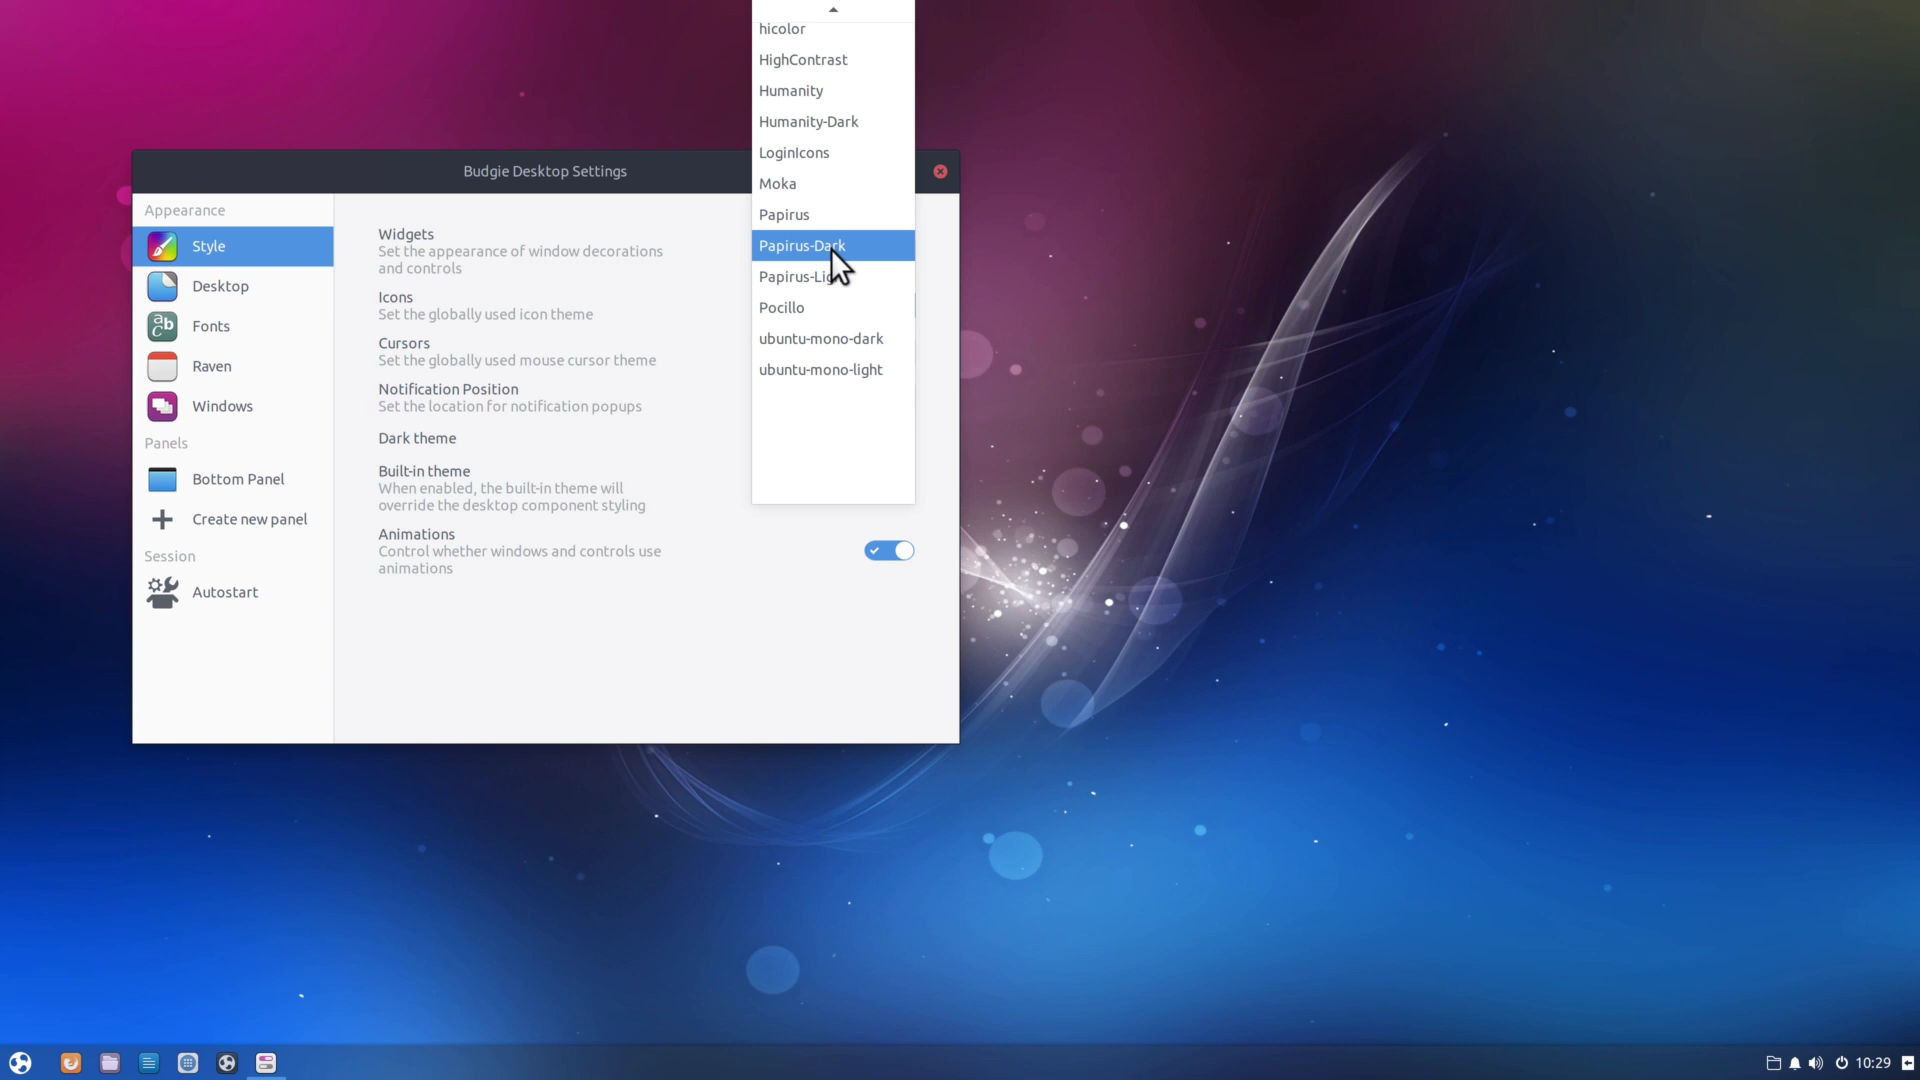 hicolor
HighContrast
Humanity
Humanity-Dark
LoginIcons
Moka
Papirus
Papirus-Dark
Pocillo
ubuntu-mono-dark
ubuntu-mono-light
Budgie Desktop Settings
Appearance
Style
Desktop
Fonts
Raven
Windows
Panels
Bottom Panel
Create new panel
Session
Autostart
Widgets
Set the appearance of window decorations
and controls
Icons
Set the globally used icon theme
Cursors
Set the globally used mouse cursor theme
Notification Position
Set the location for notification popups
Dark theme
Built-in theme
When enabled, the built-in theme will
override the desktop component styling
Animations
Control whether windows and controls use
animations
10:29